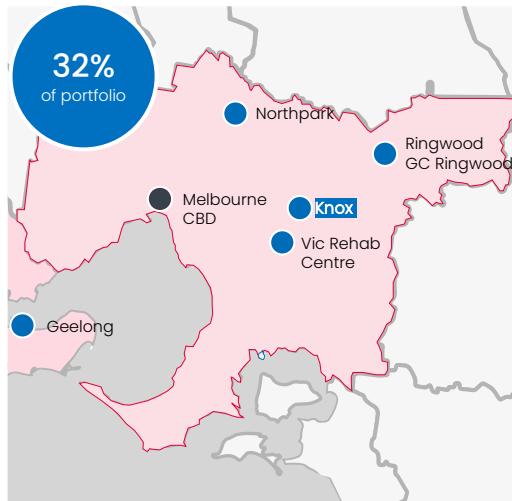 32%
of portfolio
Northpark
Ringwood
GC Ringwood
Melbourne
CBD
Knox
Vic Rehab
Centre
Geelong